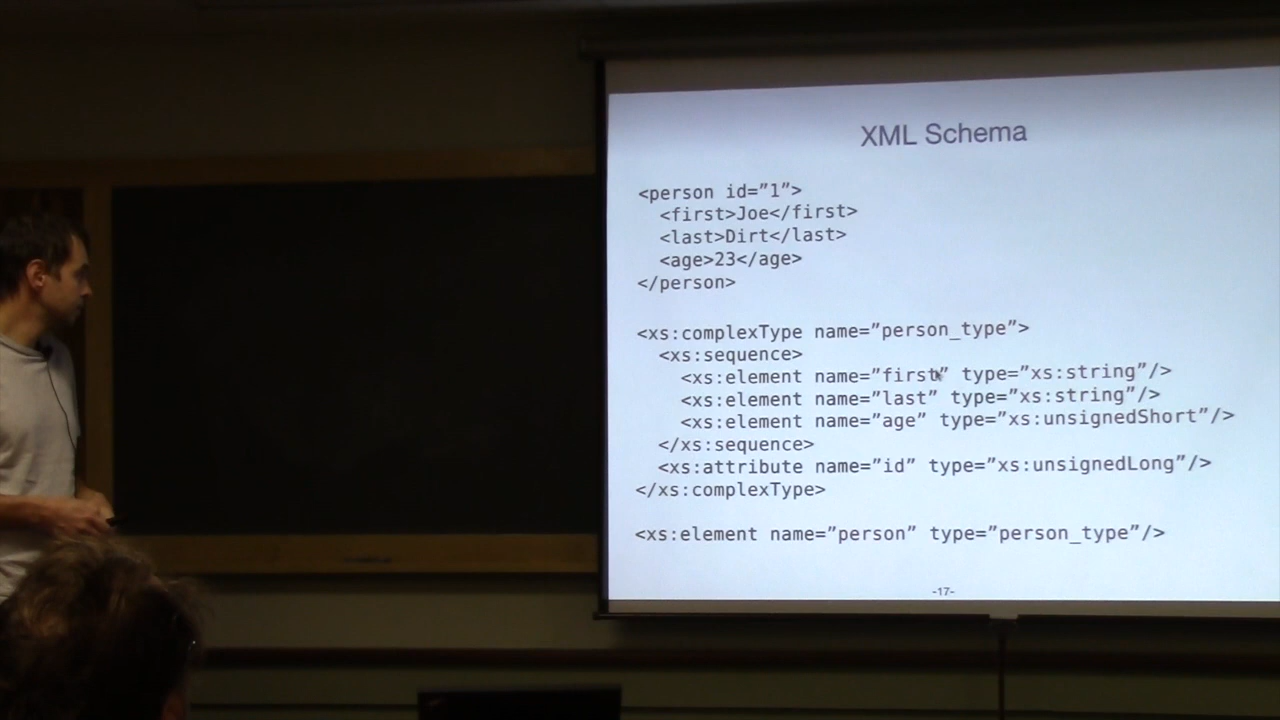 XML Schema
<person id=”1”>
<first>Joe</first>
<last>Dirt</last>
<age>23</age>
</person>
<xs:complexType name=”person_type”>
<xs:sequence>
<xs:element name=”first” type=”xs:string”/>
<xs:element name=”last” type=”xs:string”/>
<xs:element name=”age” type=”xs:unsignedShort”/>
</xs:sequence>
<xs:attribute name=”id” type=”xs:unsignedLong”/>
</xs:complexType>
<xs:element name=”person” type=”person_type”/>
-17-